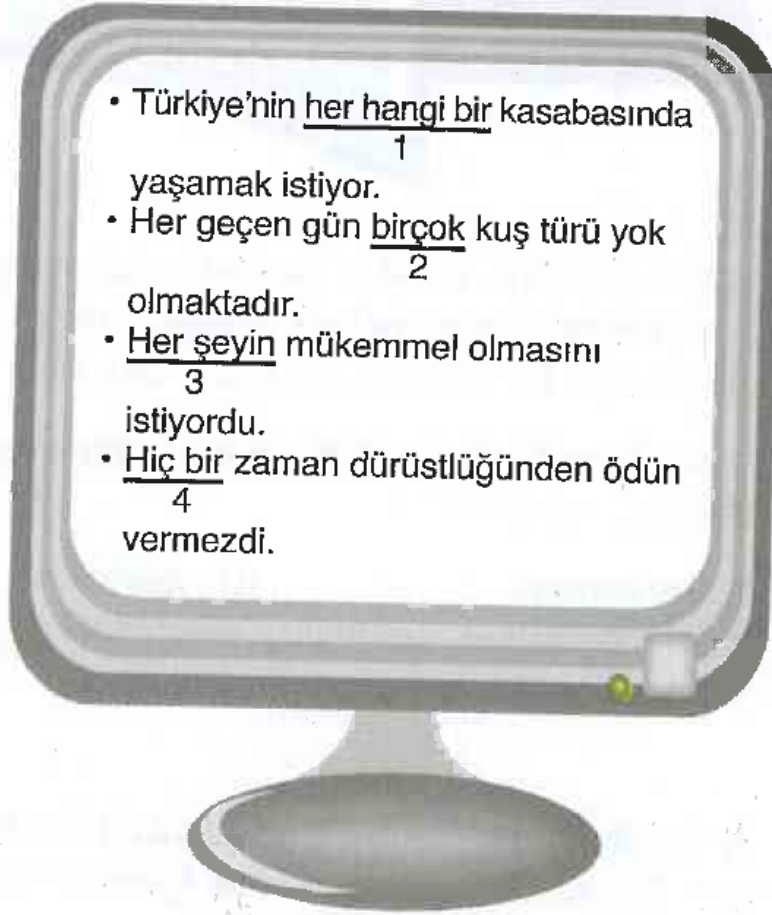 • Türkiye'nin her hangi bir kasabasında
1
yaşamak istiyor.
• Her geçen gün birçok kuş türü yok
2
olmaktadır.
• Her şeyin mükemmel olmasını
3
istiyordu.
• Hiç bir zaman dürüstlüğünden ödün
4
vermezdi.